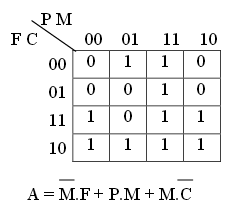 P M
F C 00 01 11 10
00 0 1 1 0
01 0 0 1 0
11 1 0 1 1
10 1 1 1 1
A = M̅.F + P.M + M.C̅